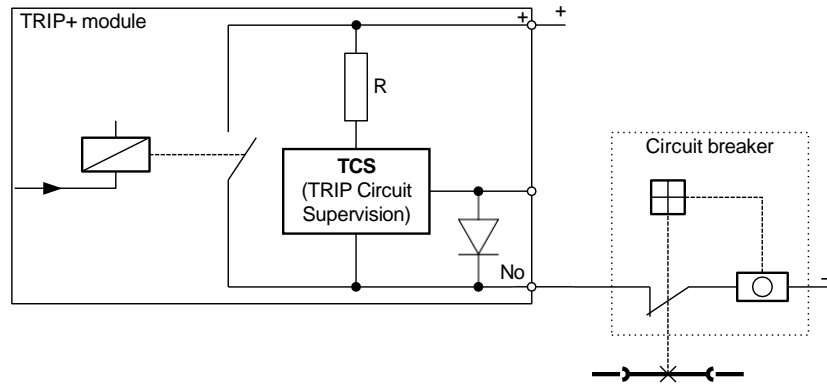 TRIP+ module
+ +
R
TCS
(TRIP Circuit
Supervision)
Circuit breaker
No
-